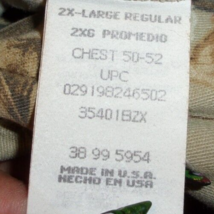 2X-LARGE REGULAR
2XG PROMEDIO
CHEST 50-52
UPC
029198246502
35401BZX
38 99 5954
MADE IN U.S.A.
HECHO EN USA